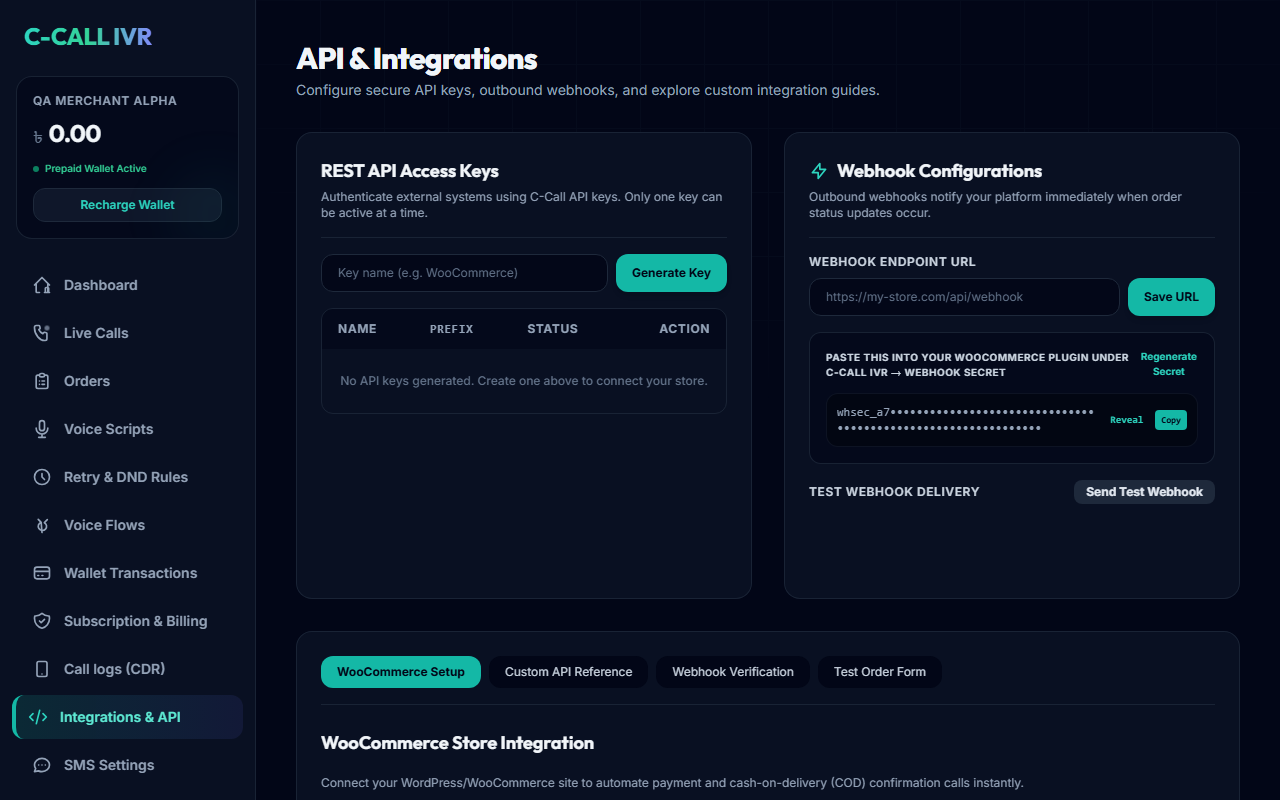 C-CALL IVR
QA MERCHANT ALPHA
৳ 0.00
Prepaid Wallet Active
Recharge Wallet
Dashboard
Live Calls
Orders
Voice Scripts
Retry & DND Rules
Voice Flows
Wallet Transactions
Subscription & Billing
Call logs (CDR)
Integrations & API
SMS Settings
API & Integrations
Configure secure API keys, outbound webhooks, and explore custom integration guides.
REST API Access Keys
Authenticate external systems using C-Call API keys. Only one key can
be active at a time.
Key name (e.g. WooCommerce)
Generate Key
NAME PREFIX STATUS ACTION
No API keys generated. Create one above to connect your store.
Webhook Configurations
Outbound webhooks notify your platform immediately when order
status updates occur.
WEBHOOK ENDPOINT URL
https://my-store.com/api/webhook
Save URL
PASTE THIS INTO YOUR WOOCOMMERCE PLUGIN UNDER
C-CALL IVR → WEBHOOK SECRET
Regenerate
Secret
whsec_a7•••••••••••••••••••••••••••••••
•••••••••••••••••••••••••••••••
Reveal
Copy
TEST WEBHOOK DELIVERY
Send Test Webhook
WooCommerce Setup
Custom API Reference
Webhook Verification
Test Order Form
WooCommerce Store Integration
Connect your WordPress/WooCommerce site to automate payment and cash-on-delivery (COD) confirmation calls instantly.